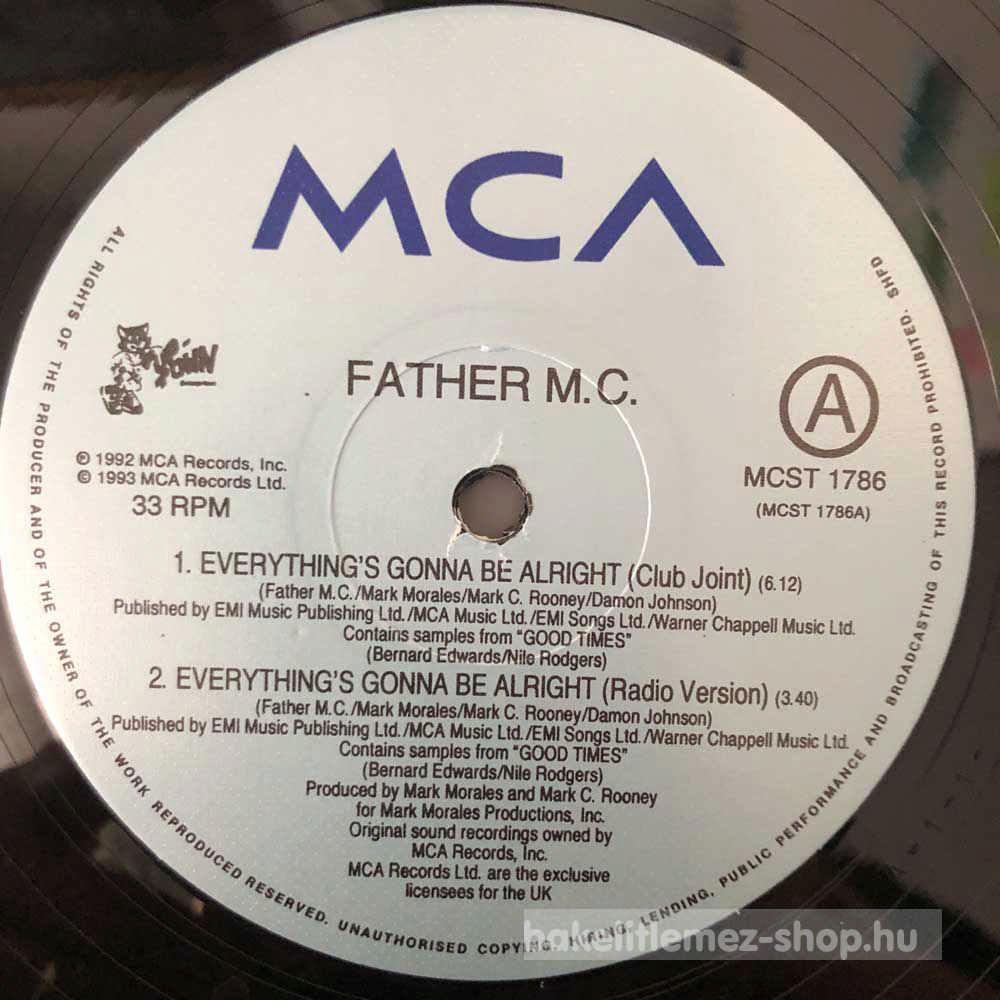 MCA
FATHER M.C.
A
℗ 1992 MCA Records, Inc.
© 1993 MCA Records Ltd.
33 RPM
MCST 1786
(MCST 1786A)
1. EVERYTHING'S GONNA BE ALRIGHT (Club Joint) (6.12)
(Father M.C./Mark Morales/Mark C. Rooney/Damon Johnson)
Published by EMI Music Publishing Ltd./MCA Music Ltd./EMI Songs Ltd./Warner Chappell Music Ltd.
Contains samples from "GOOD TIMES"
(Bernard Edwards/Nile Rodgers)
2. EVERYTHING'S GONNA BE ALRIGHT (Radio Version) (3.40)
(Father M.C./Mark Morales/Mark C. Rooney/Damon Johnson)
Published by EMI Music Publishing Ltd./MCA Music Ltd./EMI Songs Ltd./Warner Chappell Music Ltd.
Contains samples from "GOOD TIMES"
(Bernard Edwards/Nile Rodgers)
Produced by Mark Morales and Mark C. Rooney
for Mark Morales Productions, Inc.
Original sound recordings owned by
MCA Records, Inc.
MCA Records Ltd. are the exclusive
licensees for the UK
ALL RIGHTS OF THE PRODUCER AND OF THE OWNER OF THE WORK REPRODUCED RESERVED. UNAUTHORISED COPYING, HIRING, LENDING, PUBLIC PERFORMANCE AND BROADCASTING OF THIS RECORD PROHIBITED. SHFD
bakelitlemez-shop.hu